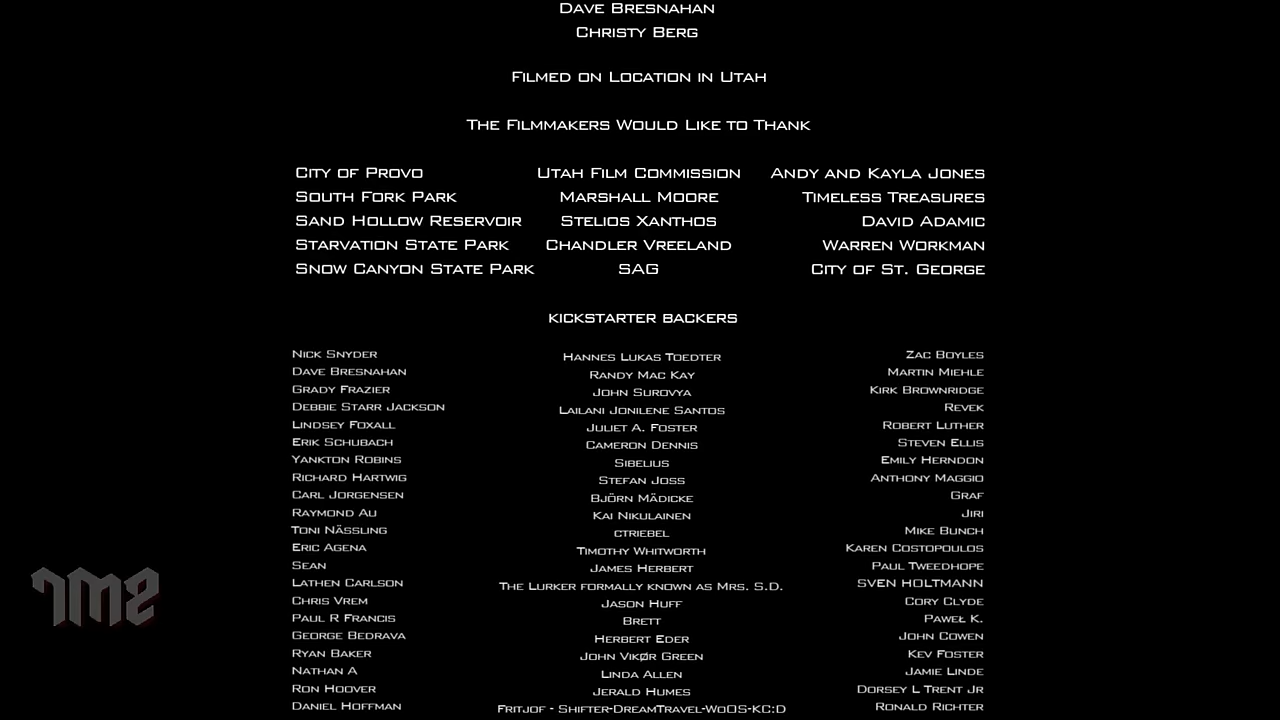 Dave Bresnahan
Christy Berg
Filmed on Location in Utah
The Filmmakers Would Like to Thank
City of Provo Utah Film Commission Andy and Kayla Jones
South Fork Park Marshall Moore Timeless Treasures
Sand Hollow Reservoir Stelios Xanthos David Adamic
Starvation State Park Chandler Vreeland Warren Workman
Snow Canyon State Park SAG City of St. George
KICKSTARTER BACKERS
Nick Snyder Hannes Lukas Toedter Zac Boyles
Dave Bresnahan Randy Mac Kay Martin Miehle
Grady Frazier John Surovya Kirk Brownridge
Debbie Starr Jackson Lailani Jonilene Santos Revek
Lindsey Foxall Juliet A. Foster Robert Luther
Erik Schubach Cameron Dennis Steven Ellis
Yankton Robins Sibelius Emily Herndon
Richard Hartwig Stefan Joss Anthony Maggio
Carl Jorgensen Björn Mädicke Graf
Raymond Au Kai Nikulainen Jiri
Toni Nässling ctriebel Mike Bunch
Eric Agena Timothy Whitworth Karen Costopoulos
Sean James Herbert Paul Tweedhope
Lathen Carlson The Lurker formally known as Mrs. S.D. SVEN HOLTMANN
Chris Vrem Jason Huff Cory Clyde
Paul R Francis Brett Paweł K.
George Bedrava Herbert Eder John Cowen
Ryan Baker John Vikør Green Kev Foster
Nathan A Linda Allen Jamie Linde
Ron Hoover Jerald Humes Dorsey L Trent Jr
Daniel Hoffman Fritjof - Shifter-DreamTravel-WoOS-KC:D Ronald Richter